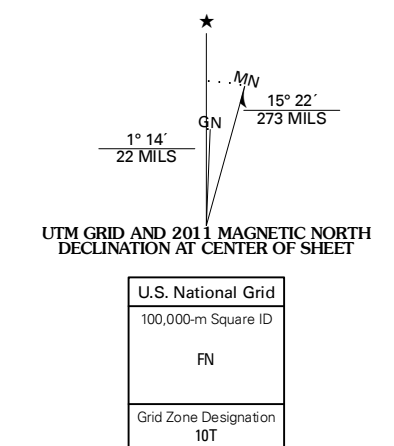 ★
MN
15° 22´
273 MILS
GN
1° 14´
22 MILS
UTM GRID AND 2011 MAGNETIC NORTH
DECLINATION AT CENTER OF SHEET
U.S. National Grid
100,000-m Square ID
FN
Grid Zone Designation
10T